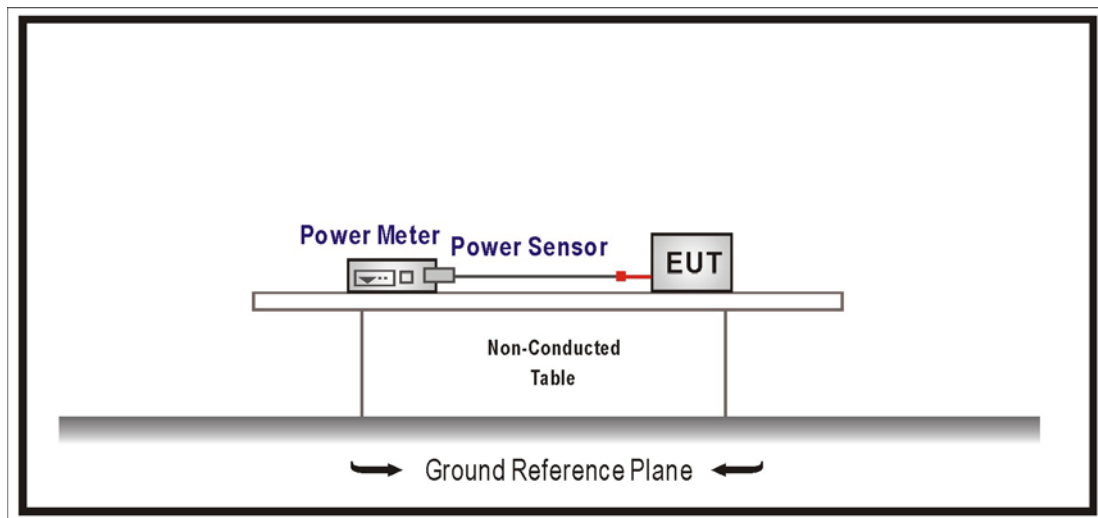 Power Meter
Power Sensor
EUT
Non-Conducted
Table
Ground Reference Plane